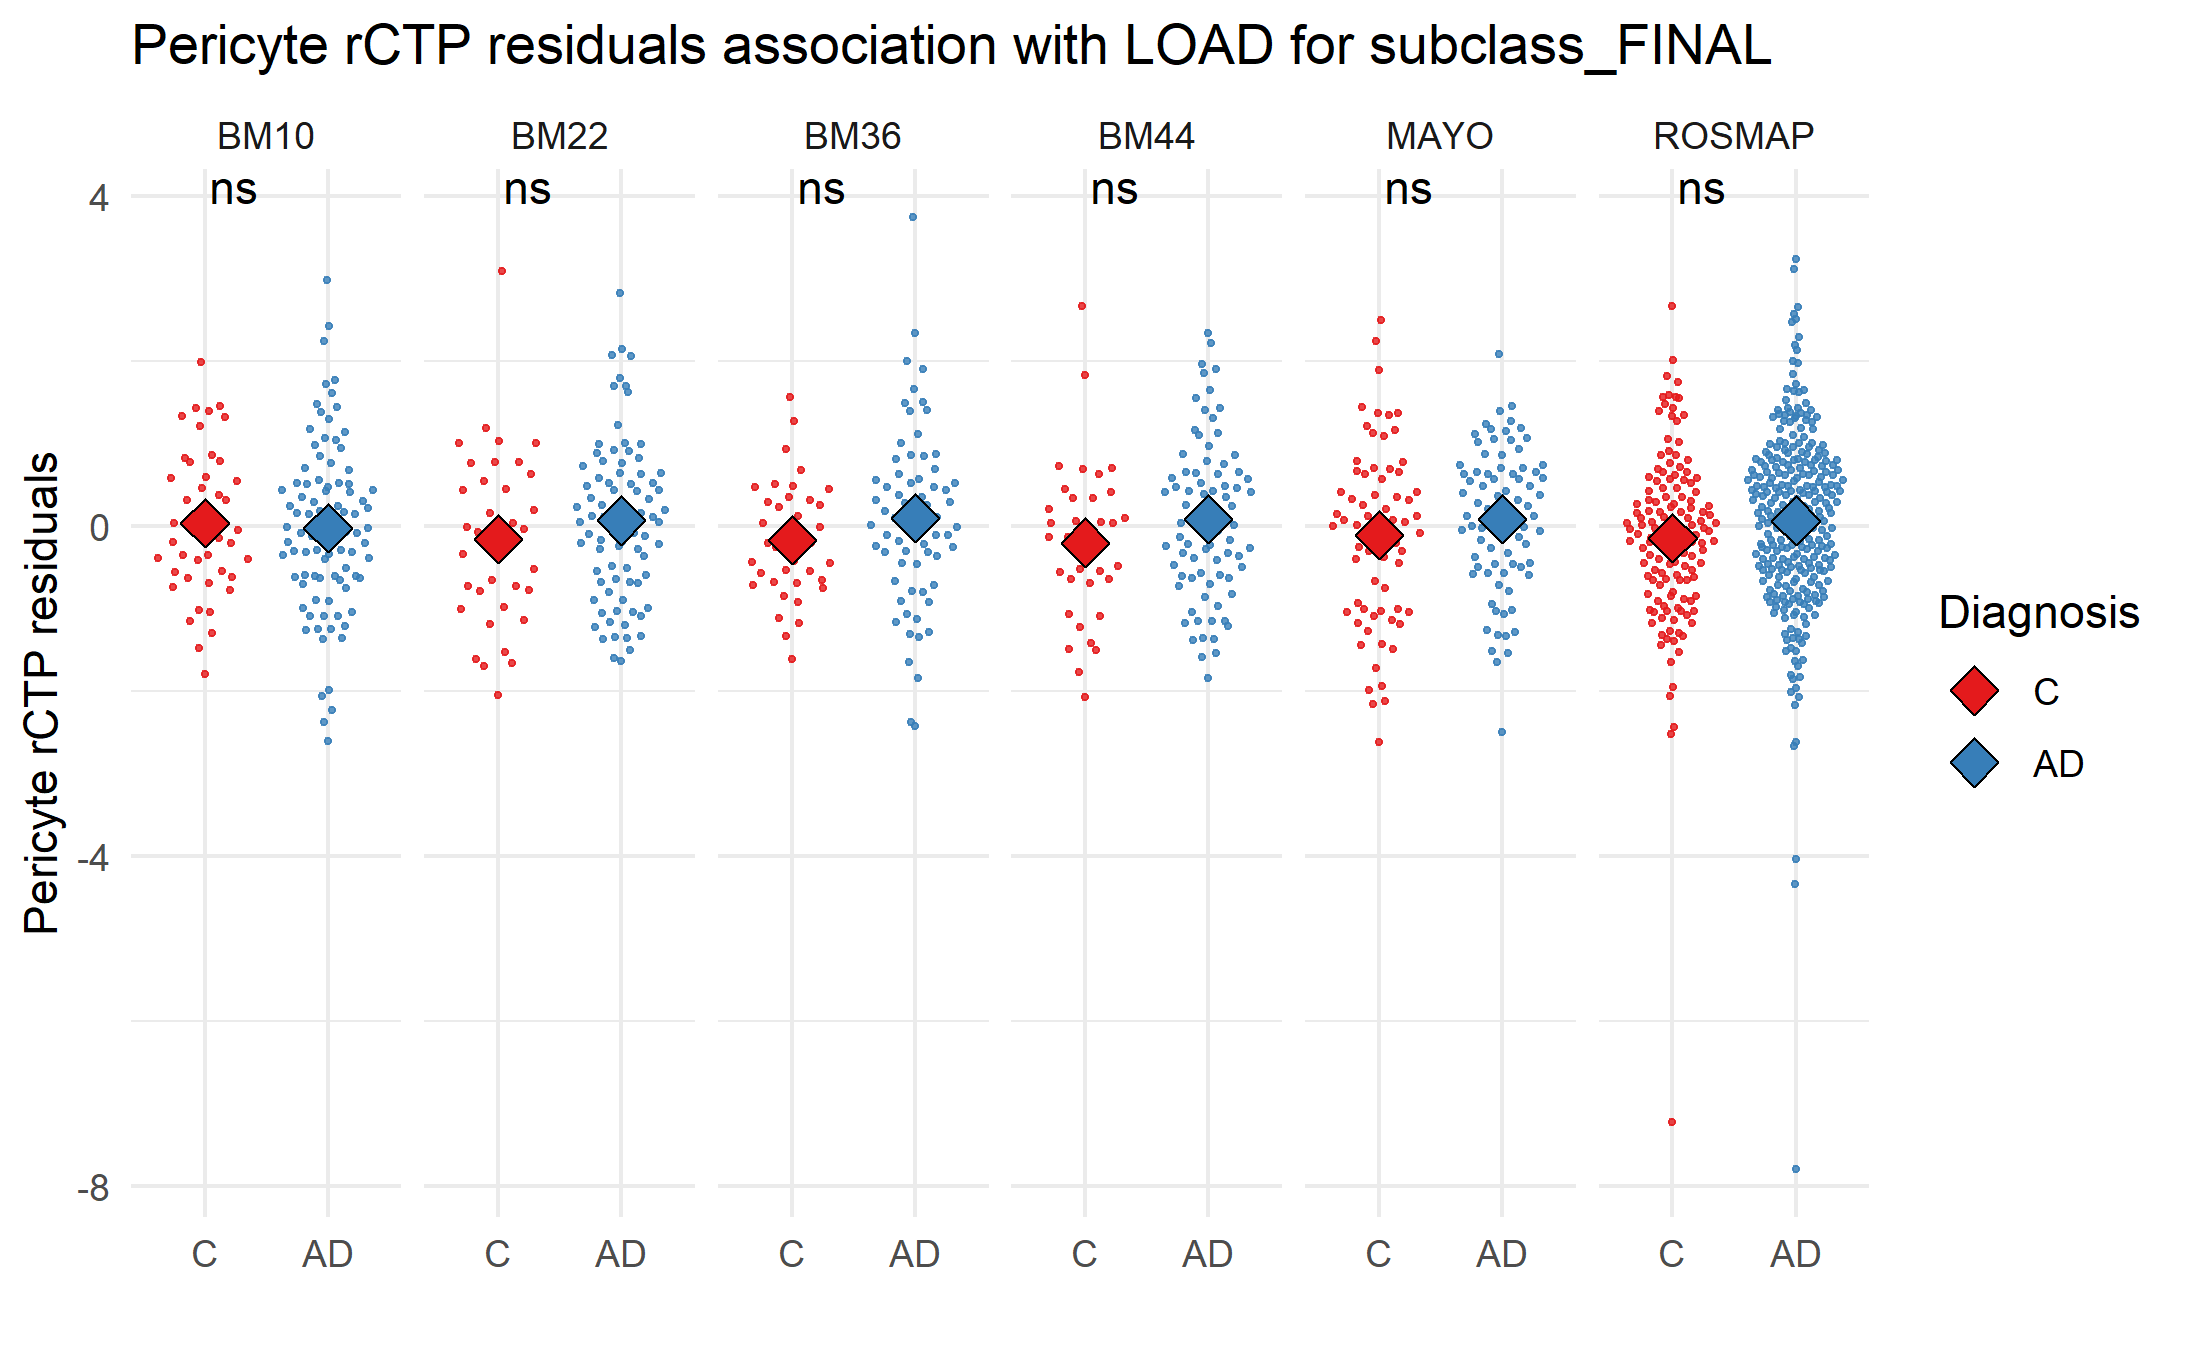 Pericyte rCTP residuals association with LOAD for subclass_FINAL
BM10 BM22 BM36 BM44 MAYO ROSMAP
ns ns ns ns ns ns
4
0
-4
-8
Pericyte rCTP residuals
C AD C AD C AD C AD C AD C AD
Diagnosis
C
AD